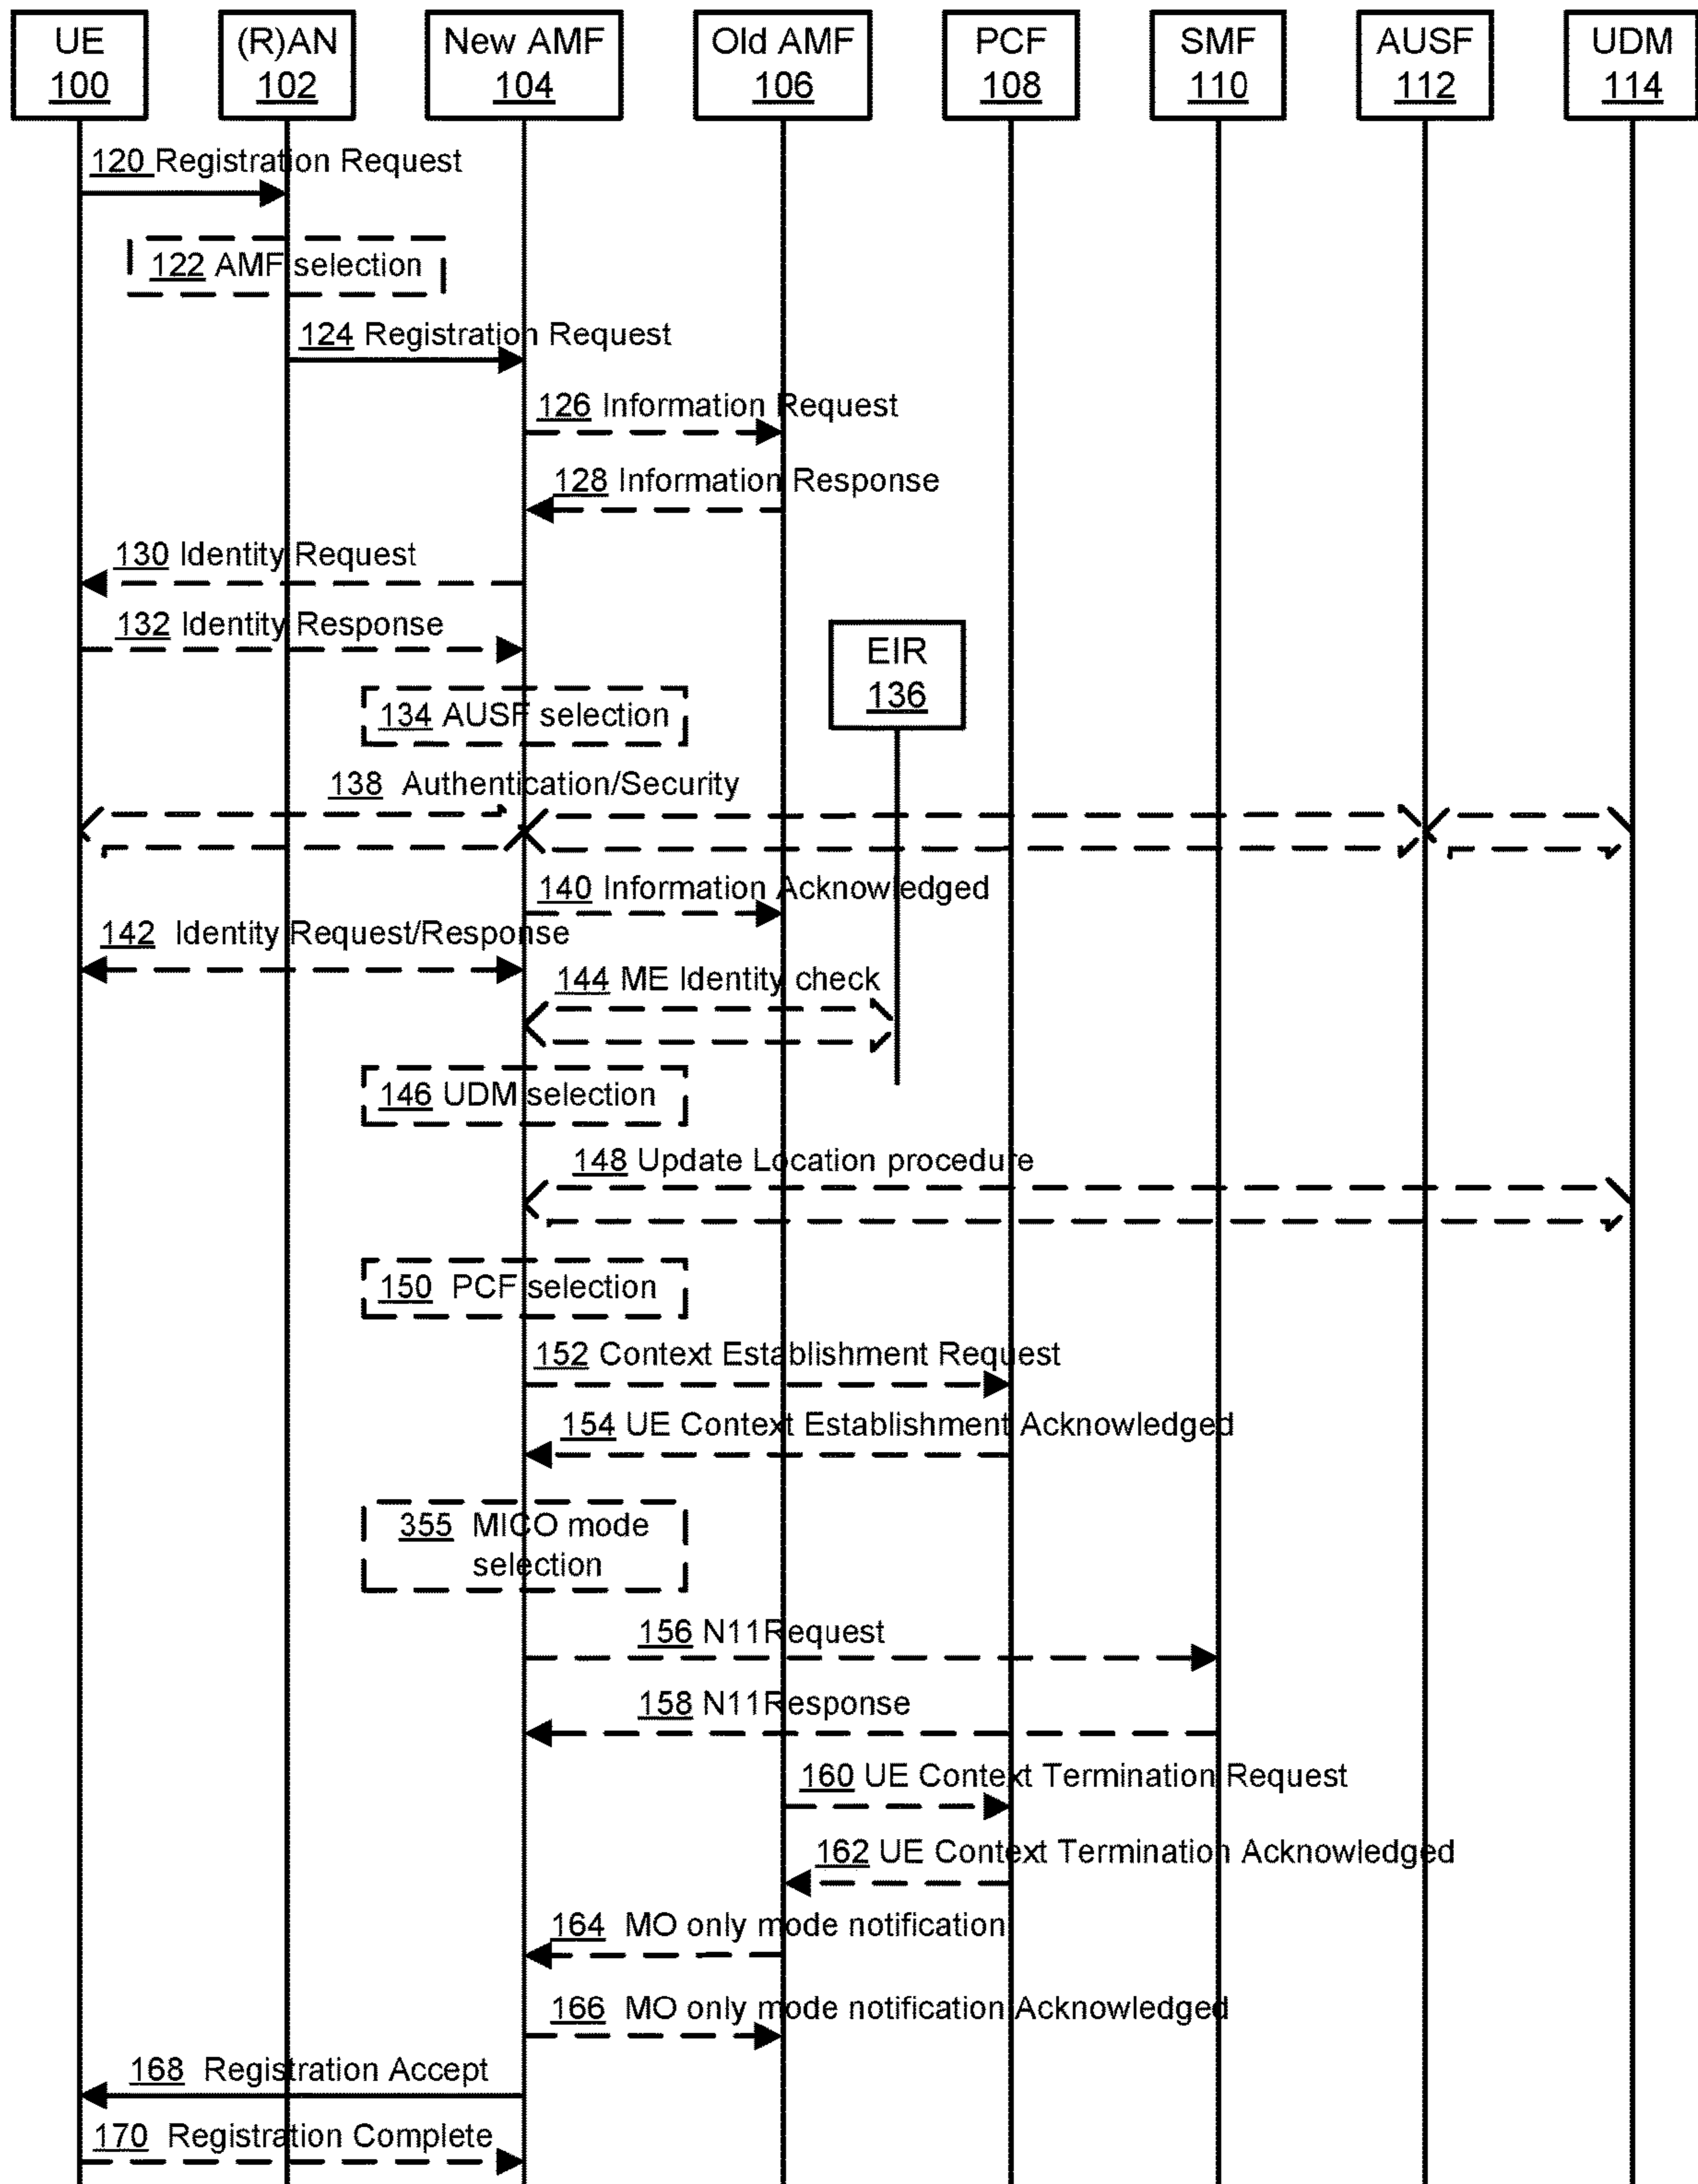 UE
100
(R)AN
102
New AMF
104
Old AMF
106
PCF
108
SMF
110
AUSF
112
UDM
114
120 Registration Request
122 AMF selection
124 Registration Request
126 Information Request
128 Information Response
130 Identity Request
132 Identity Response
EIR
136
134 AUSF selection
138 Authentication/Security
140 Information Acknowledged
142 Identity Request/Response
144 ME Identity check
146 UDM selection
148 Update Location procedure
150 PCF selection
152 Context Establishment Request
154 UE Context Establishment Acknowledged
355 MICO mode
selection
156 N11Request
158 N11Response
160 UE Context Termination Request
162 UE Context Termination Acknowledged
164 MO only mode notification
166 MO only mode notification Acknowledged
168 Registration Accept
170 Registration Complete